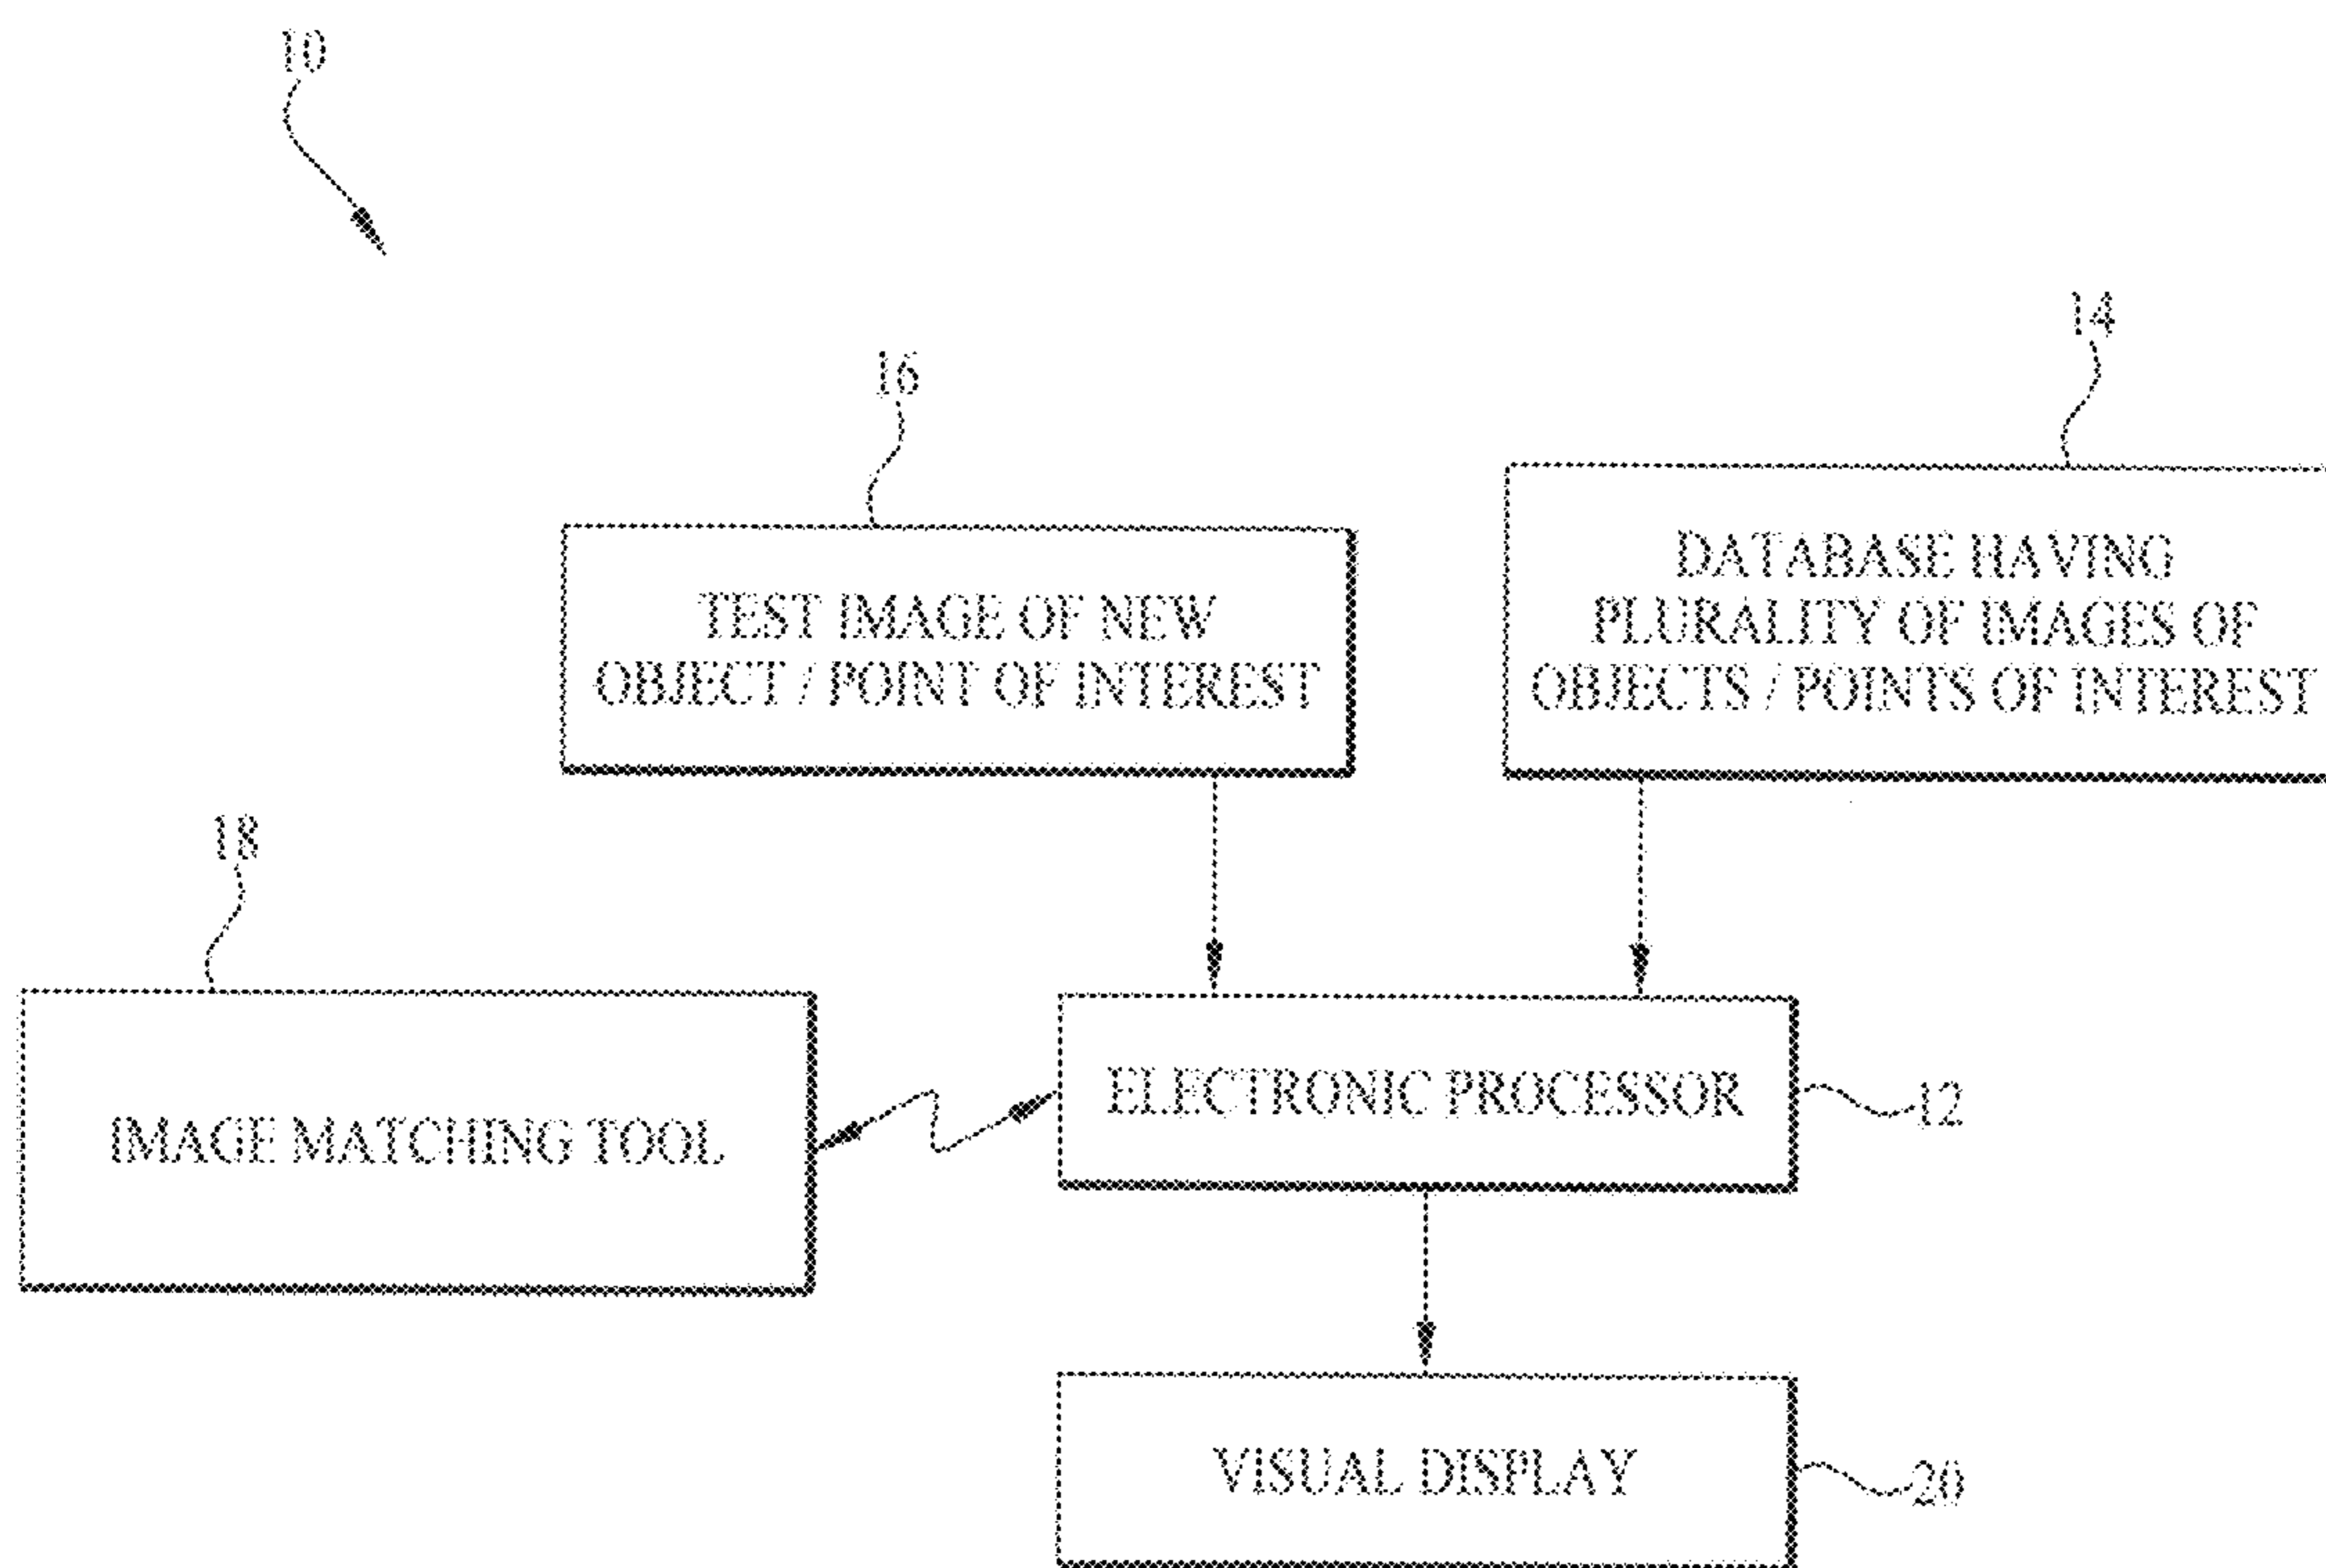 10
14
16
DATABASE HAVING
PLURALITY OF IMAGES OF
OBJECTS / POINTS OF INTEREST
TEST IMAGE OF NEW
OBJECT / POINT OF INTEREST
18
ELECTRONIC PROCESSOR
12
IMAGE MATCHING TOOL
VISUAL DISPLAY
20